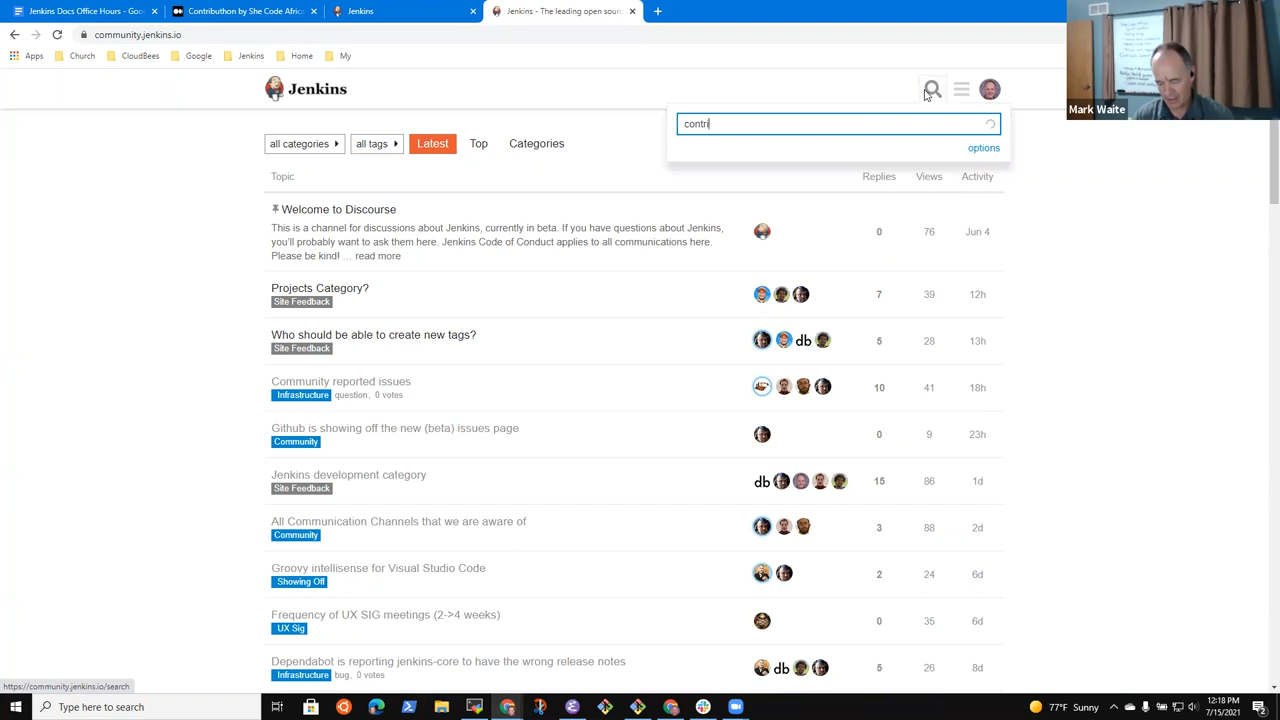 Jenkins Docs Office Hours - Goo
Contributhon by She Code Africa
Jenkins
Jenkins - The leading open sour
community.jenkins.io
Apps
Church
CloudBees
Google
Jenkins
Home
My
Mark Waite
Jenkins
contri
options
all categories
all tags
Latest
Top
Categories
Topic
Replies
Views
Activity
Welcome to Discourse
This is a channel for discussions about Jenkins, currently in beta. If you have questions about Jenkins,
you'll probably want to ask them here. Jenkins Code of Conduct applies to all communications here.
Please be kind! … read more
0
76
Jun 4
Projects Category?
Site Feedback
7
39
12h
Who should be able to create new tags?
Site Feedback
db
5
28
13h
Community reported issues
Infrastructure question, 0 votes
10
41
18h
Github is showing off the new (beta) issues page
Community
0
9
23h
Jenkins development category
Site Feedback
db
15
86
1d
All Communication Channels that we are aware of
Community
3
88
2d
Groovy intellisense for Visual Studio Code
Showing Off
2
24
6d
Frequency of UX SIG meetings (2->4 weeks)
UX Sig
0
35
6d
Dependabot is reporting jenkins-core to have the wrong release notes
Infrastructure bug, 0 votes
db
5
26
8d
https://community.jenkins.io/search
Type here to search
77°F Sunny
12:18 PM
7/15/2021